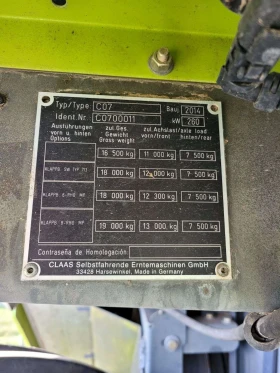 Typ/Type C07 Bauj. 2014
Ident.Nr C0700011 kW 260
Ausführungen zul. Ges. zul. Achslast/axle load
vorn u. hinten Gewicht vorn/front hinten/rear
Options Gross weight
16 500 kg 11 000 kg 7 500 kg
18 000 kg 12 000 kg 7 500 kg
18 000 kg 12 300 kg 7 500 kg
19 000 kg 13 000 kg 7 500 kg
Contraseña de Homologación
CLAAS Selbstfahrende Erntemaschinen GmbH
33428 Harsewinkel. Made in Germany